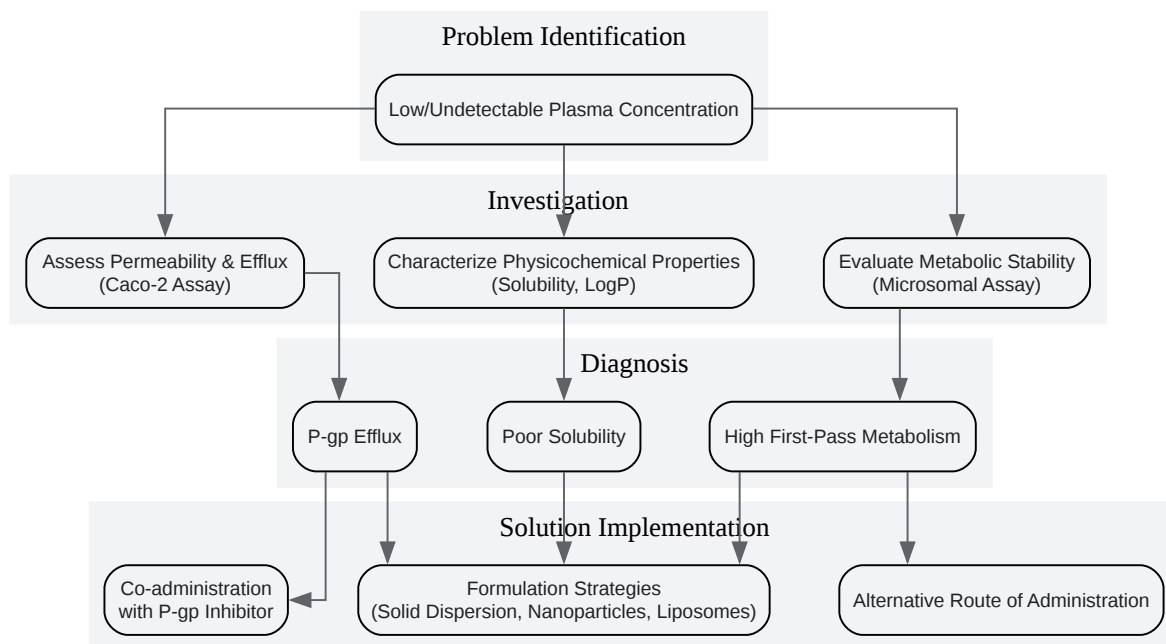 Problem Identification
Low/Undetectable Plasma Concentration
Investigation
Assess Permeability & Efflux
(Caco-2 Assay)
Characterize Physicochemical Properties
(Solubility, LogP)
Evaluate Metabolic Stability
(Microsomal Assay)
Diagnosis
P-gp Efflux
Poor Solubility
High First-Pass Metabolism
Solution Implementation
Co-administration
with P-gp Inhibitor
Formulation Strategies
(Solid Dispersion, Nanoparticles, Liposomes)
Alternative Route of Administration